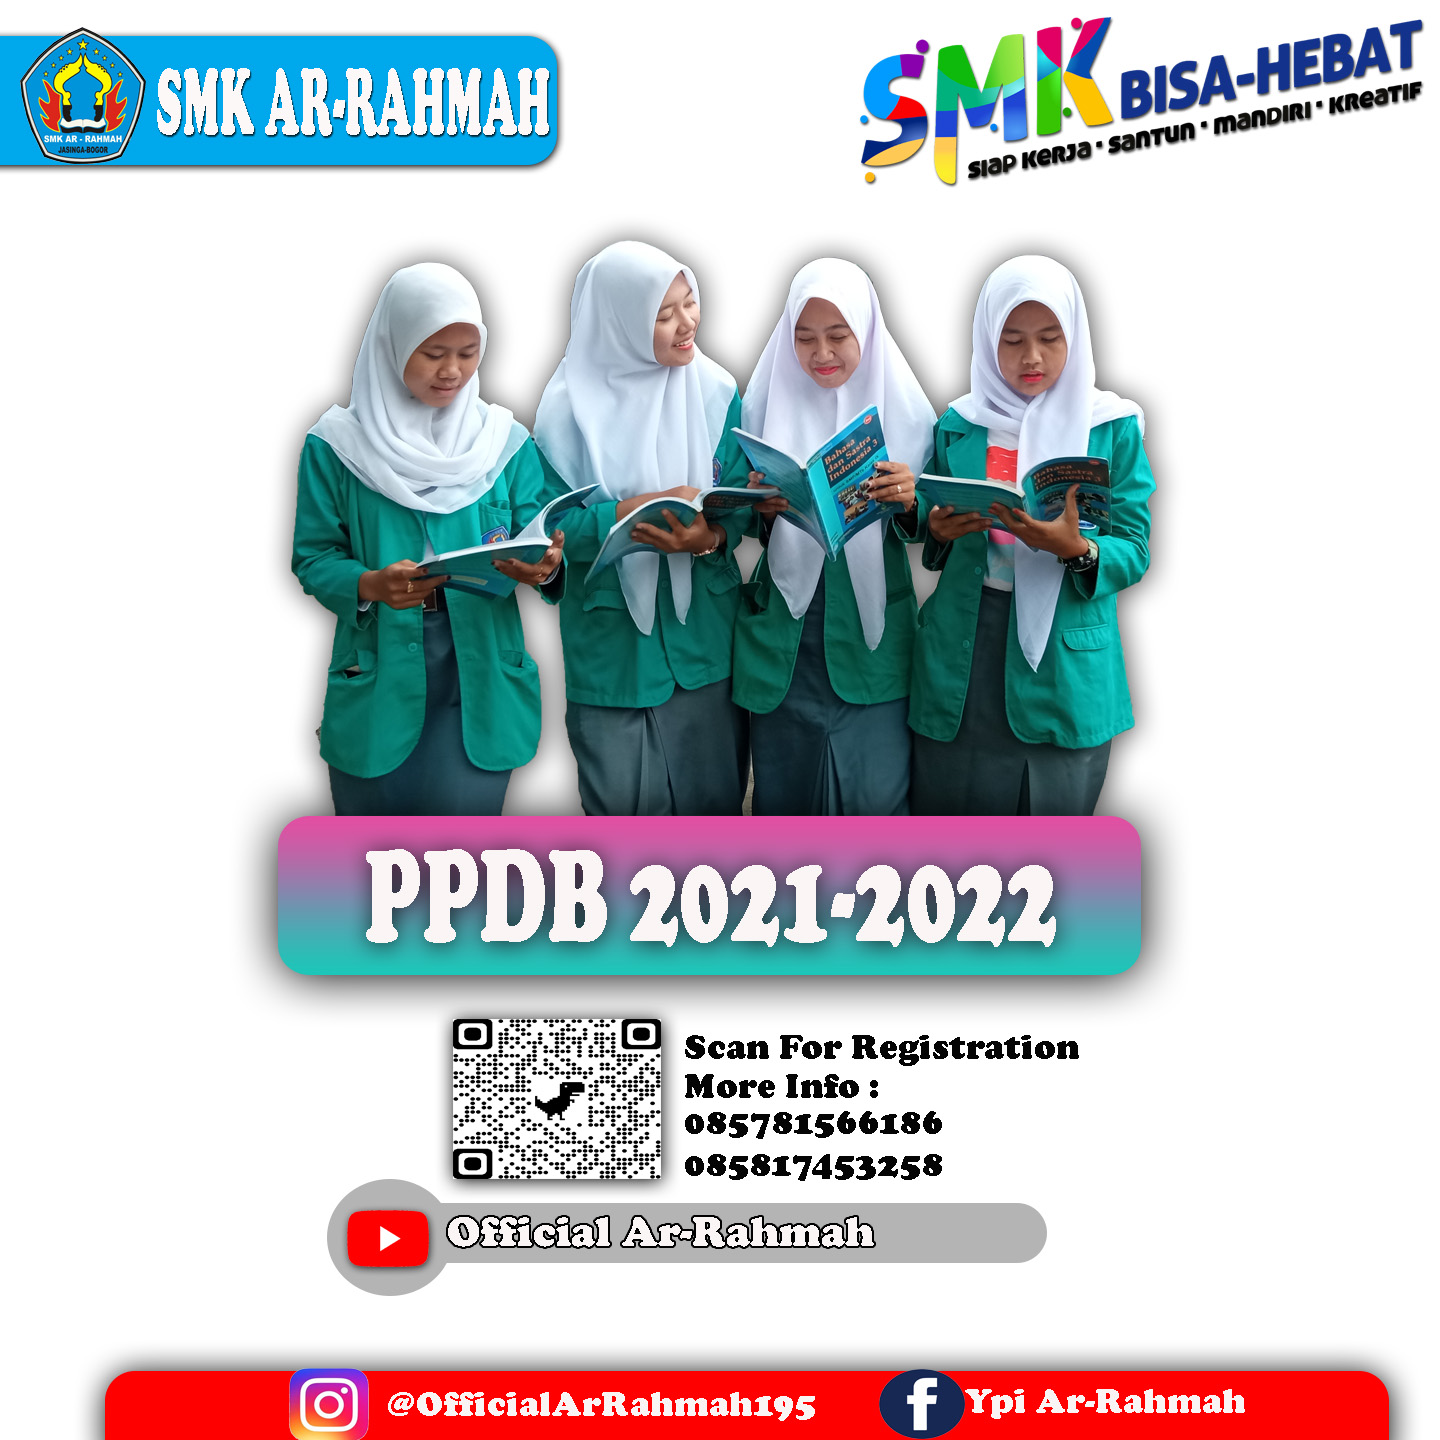 SMK AR - RAHMAH
JASINGA-BOGOR
SMK AR-RAHMAH
SMK BISA-HEBAT
SIAP KERJA • SANTUN • MANDIRI • KREATIF
Bahasa
dan Sastra
Indonesia 3
Bahasa
dan Sastra
Indonesia 3
PPDB 2021-2022
Scan For Registration
More Info :
085781566186
085817453258
Official Ar-Rahmah
@OfficialArRahmah195
Ypi Ar-Rahmah